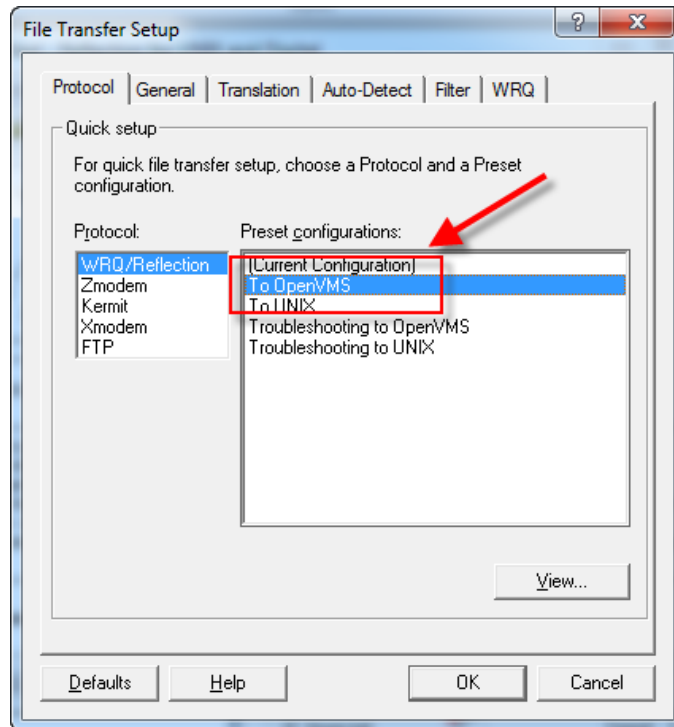 File Transfer Setup
Protocol General Translation Auto-Detect Filter WRQ
Quick setup
For quick file transfer setup, choose a Protocol and a Preset
configuration.
Protocol: Preset configurations:
WRQ/Reflection (Current Configuration)
Zmodem To OpenVMS
Kermit To UNIX
Xmodem Troubleshooting to OpenVMS
FTP Troubleshooting to UNIX
View...
Defaults Help OK Cancel